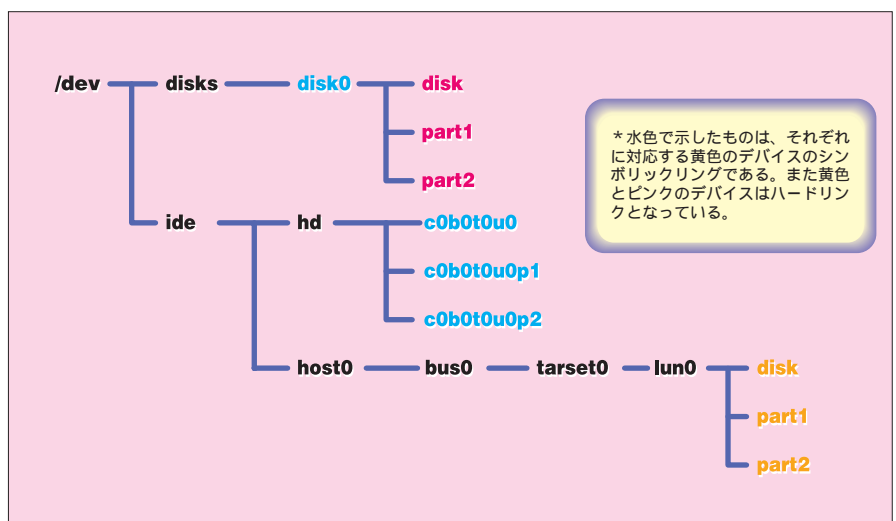 /dev disks disk0 disk
part1
part2
*水色で示したものは、それぞれ
に対応する黄色のデバイスのシン
ボリックリングである。また黄色
とピンクのデバイスはハードリン
クとなっている。
ide hd c0b0t0u0
c0b0t0u0p1
c0b0t0u0p2
host0 bus0 tarset0 lun0 disk
part1
part2